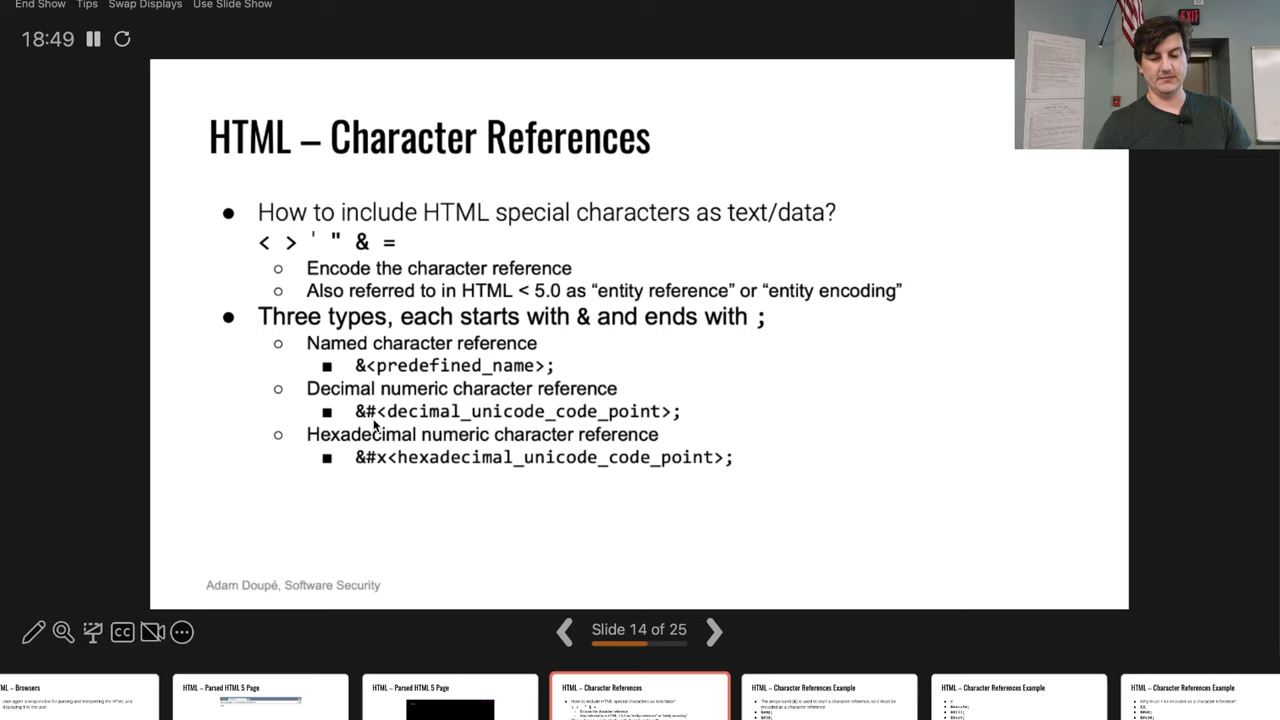 End Show Tips Swap Displays Use Slide Show
18:49
EXIT
HTML – Character References
● How to include HTML special characters as text/data?
< > ' " & =
○ Encode the character reference
○ Also referred to in HTML < 5.0 as “entity reference” or “entity encoding”
● Three types, each starts with & and ends with ;
○ Named character reference
■ &<predefined_name>;
○ Decimal numeric character reference
■ &#<decimal_unicode_code_point>;
○ Hexadecimal numeric character reference
■ &#x<hexadecimal_unicode_code_point>;
Adam Doupé, Software Security
CC
Slide 14 of 25
ML – Browsers
HTML – Parsed HTML 5 Page
HTML – Parsed HTML 5 Page
HTML – Character References
HTML – Character References Example
HTML – Character References Example
HTML – Character References Example